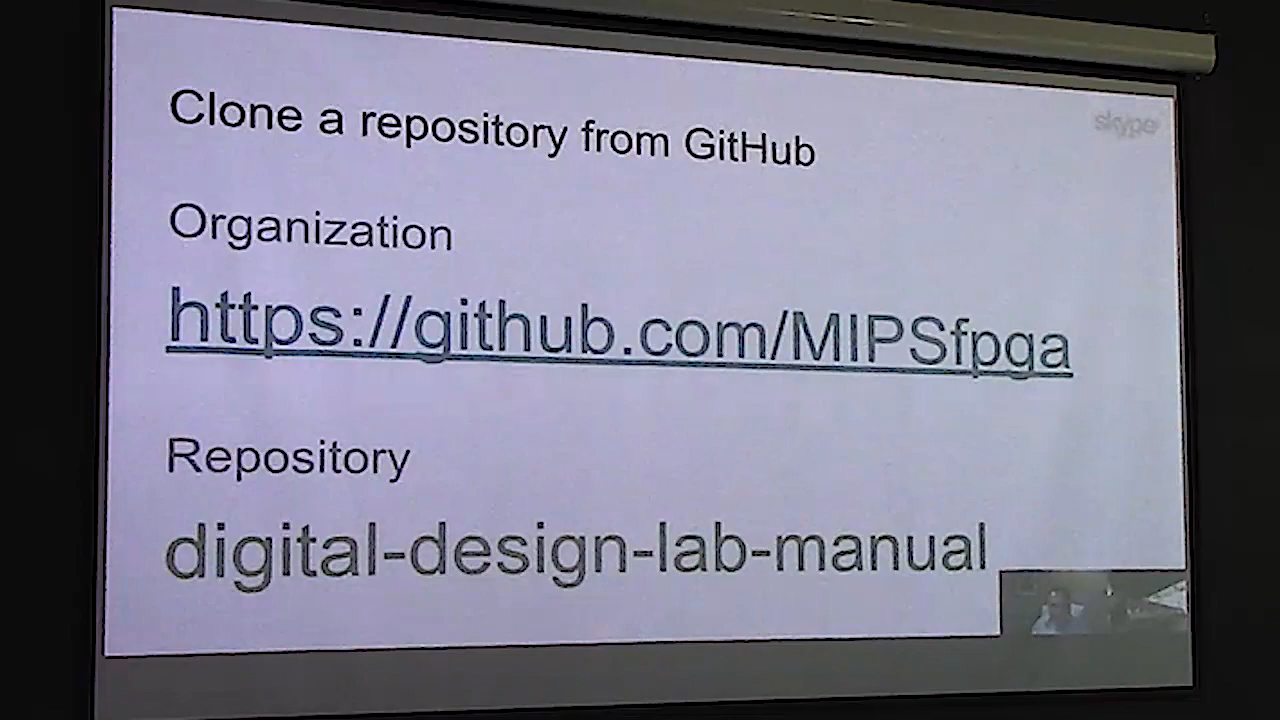 Clone a repository from GitHub
skype
Organization
https://github.com/MIPSfpga
Repository
digital-design-lab-manual